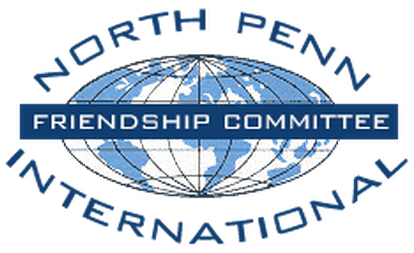 NORTH PENN
FRIENDSHIP COMMITTEE
INTERNATIONAL